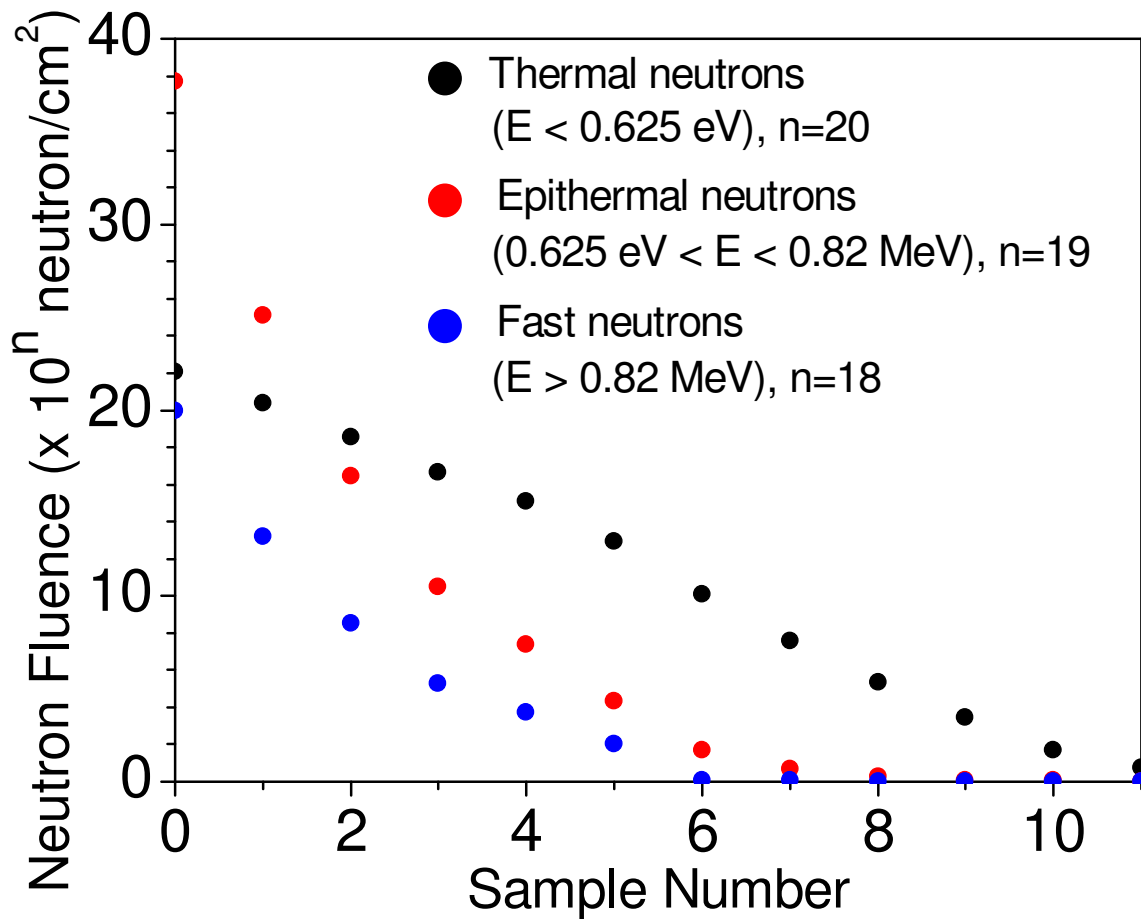 Neutron Fluence (x 10^n neutron/cm^2)
40
30
20
10
0
Thermal neutrons
(E < 0.625 eV), n=20
Epithermal neutrons
(0.625 eV < E < 0.82 MeV), n=19
Fast neutrons
(E > 0.82 MeV), n=18
0 2 4 6 8 10
Sample Number